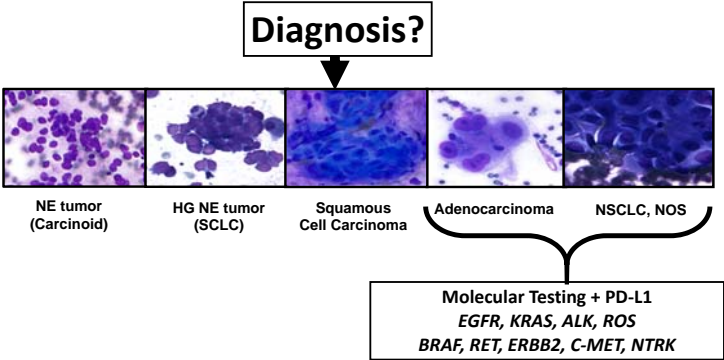 Diagnosis?
NE tumor
(Carcinoid)
HG NE tumor
(SCLC)
Squamous
Cell Carcinoma
Adenocarcinoma
NSCLC, NOS
Molecular Testing + PD-L1
EGFR, KRAS, ALK, ROS
BRAF, RET, ERBB2, C-MET, NTRK